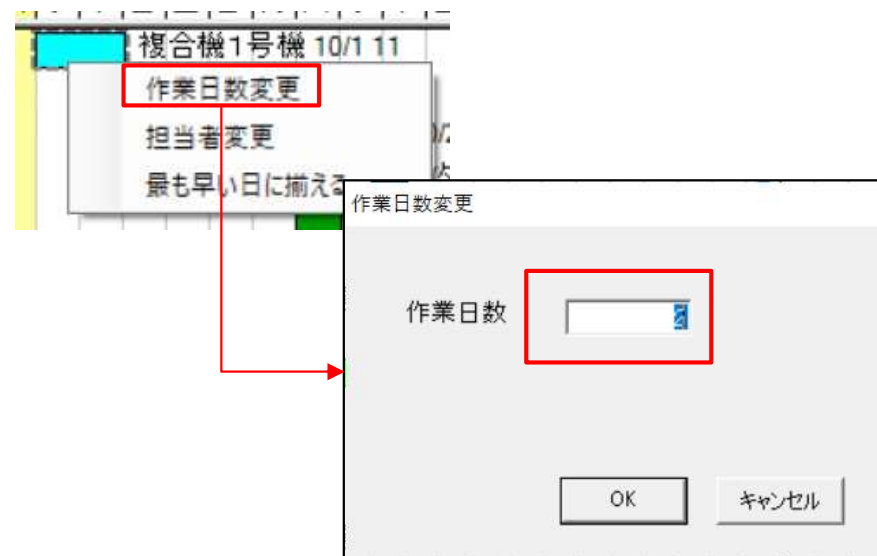 複合機1号機 10/1 11
作業日数変更
担当者変更
最も早い日に揃える
作業日数変更
作業日数
OK
キャンセル